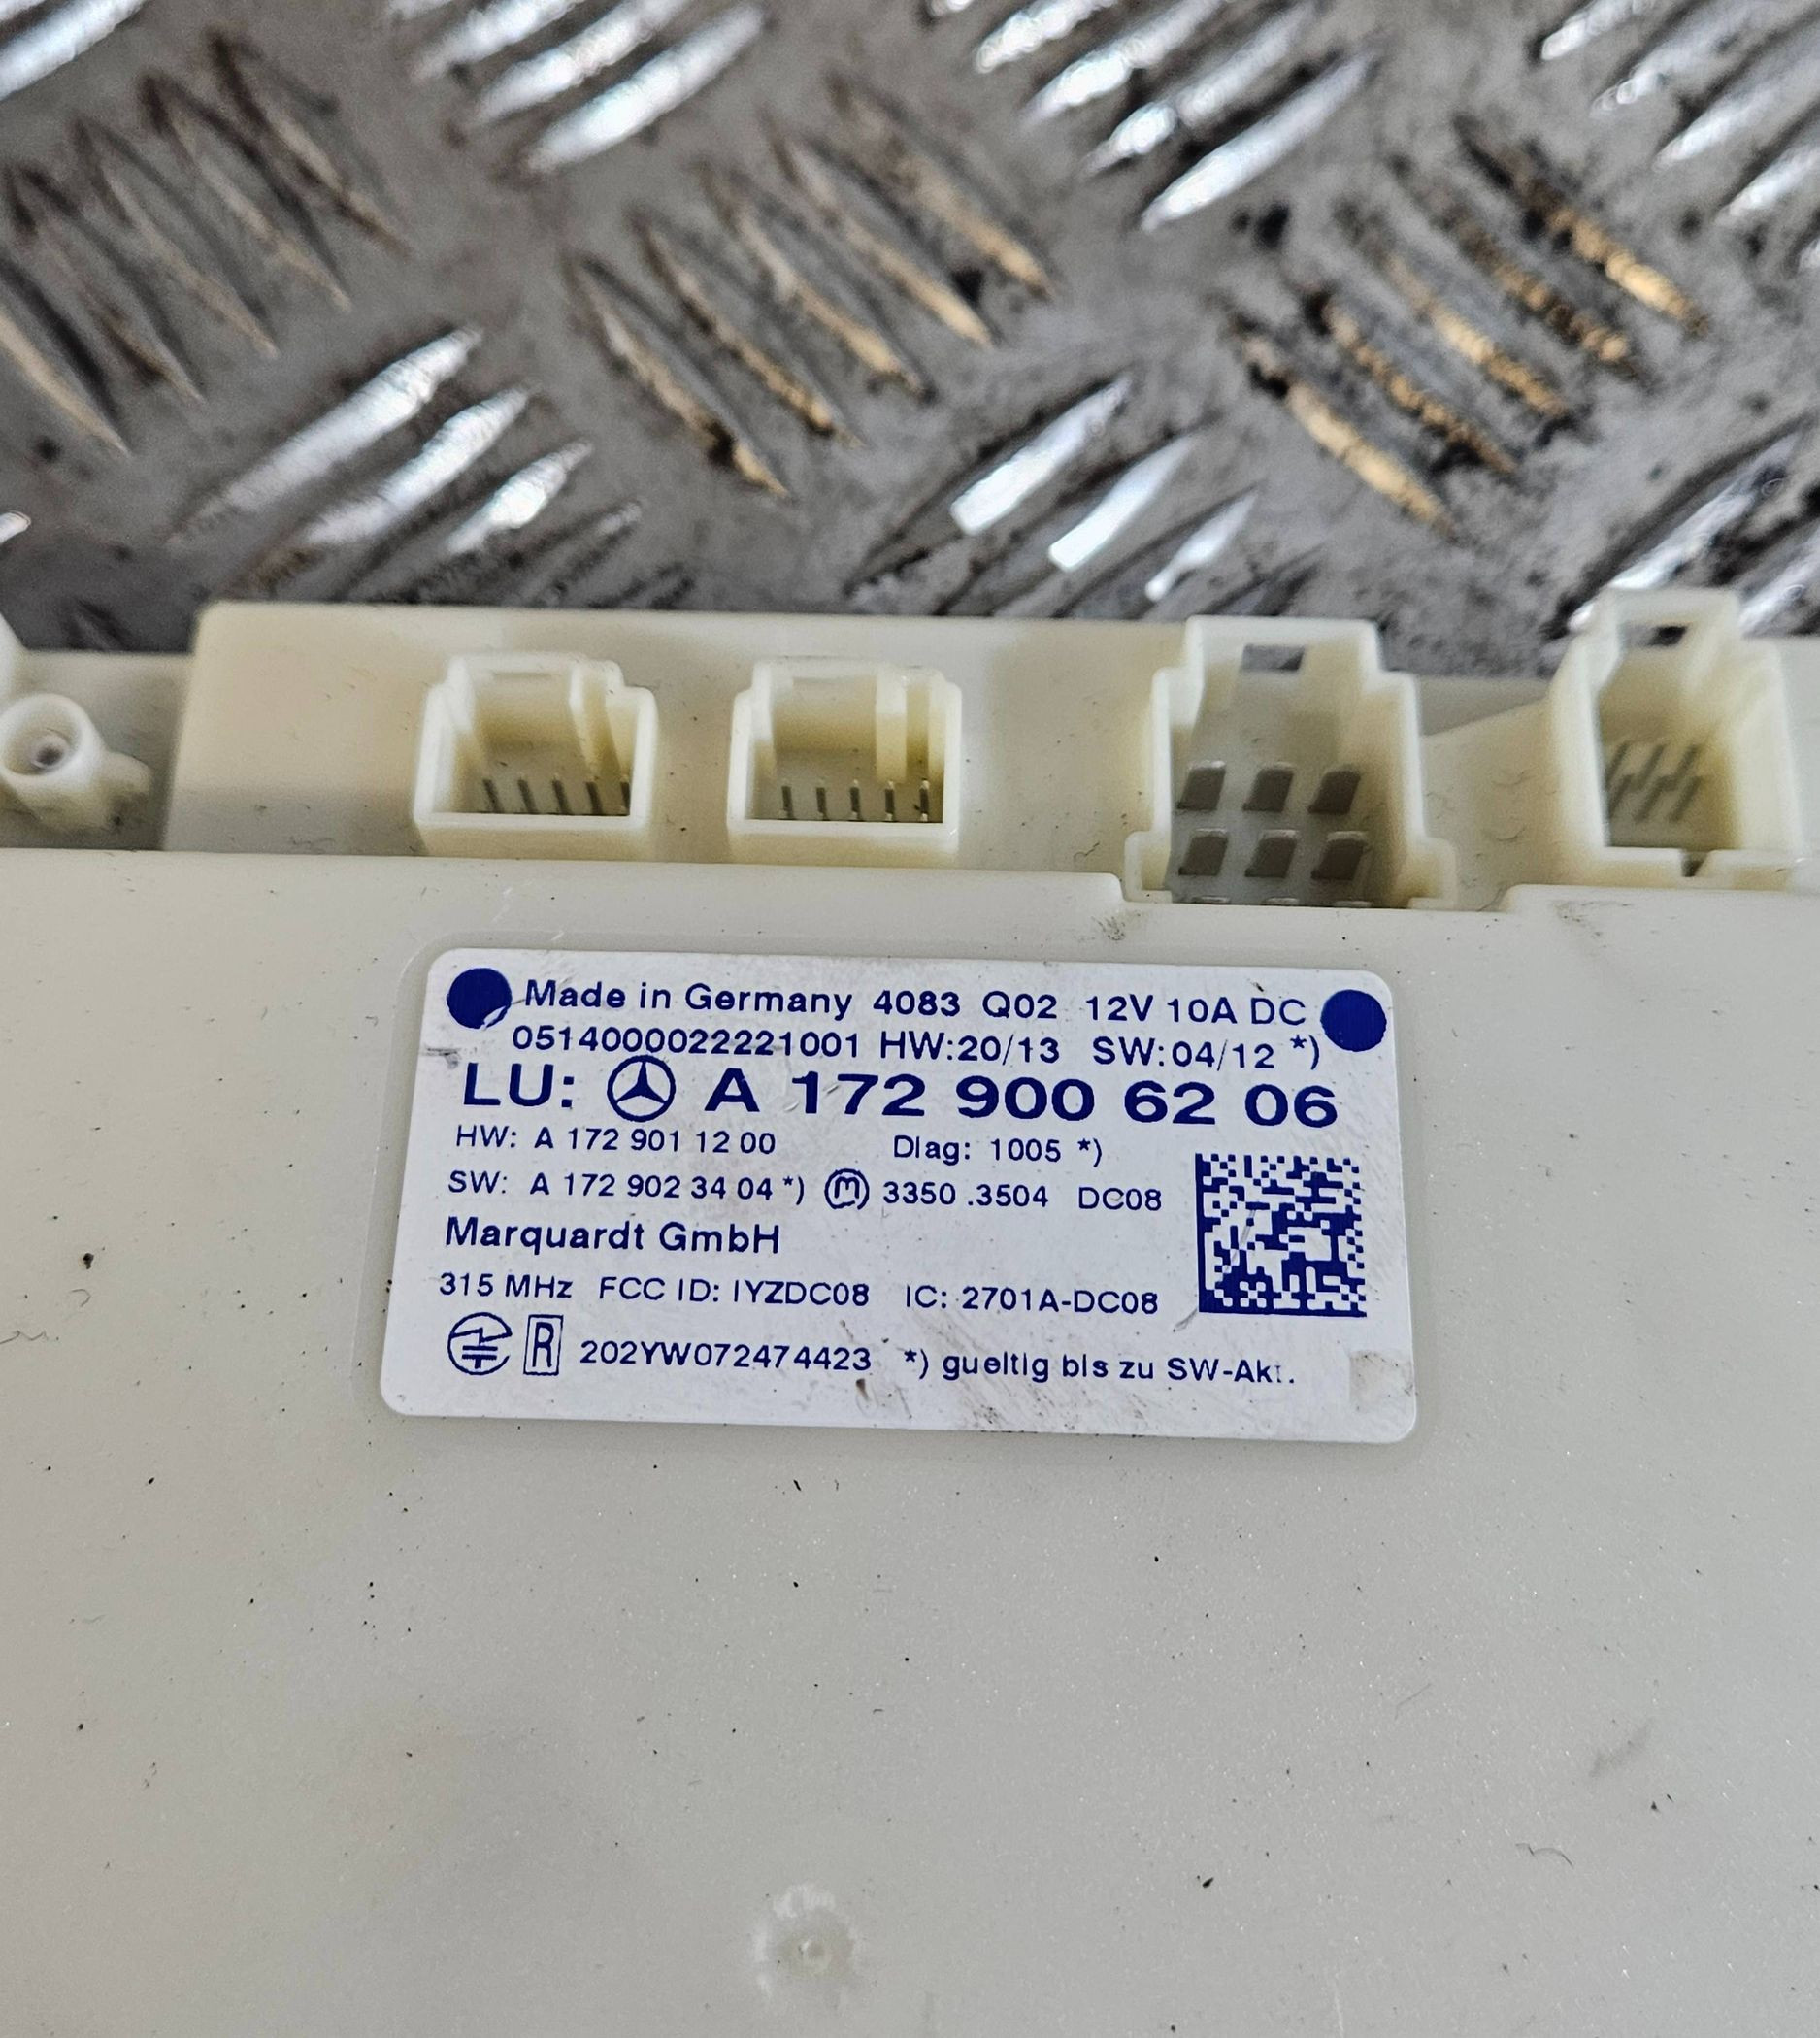 Made in Germany 4083 Q02 12V 10A DC
0514000022221001 HW:20/13 SW:04/12 *)
LU: A 172 900 62 06
HW: A 172 901 12 00 Diag: 1005 *)
SW: A 172 902 34 04 *) m 3350 .3504 DC08
Marquardt GmbH
315 MHz FCC ID: IYZDC08 IC: 2701A-DC08
R 202YW072474423 *) gueltig bis zu SW-Akt.